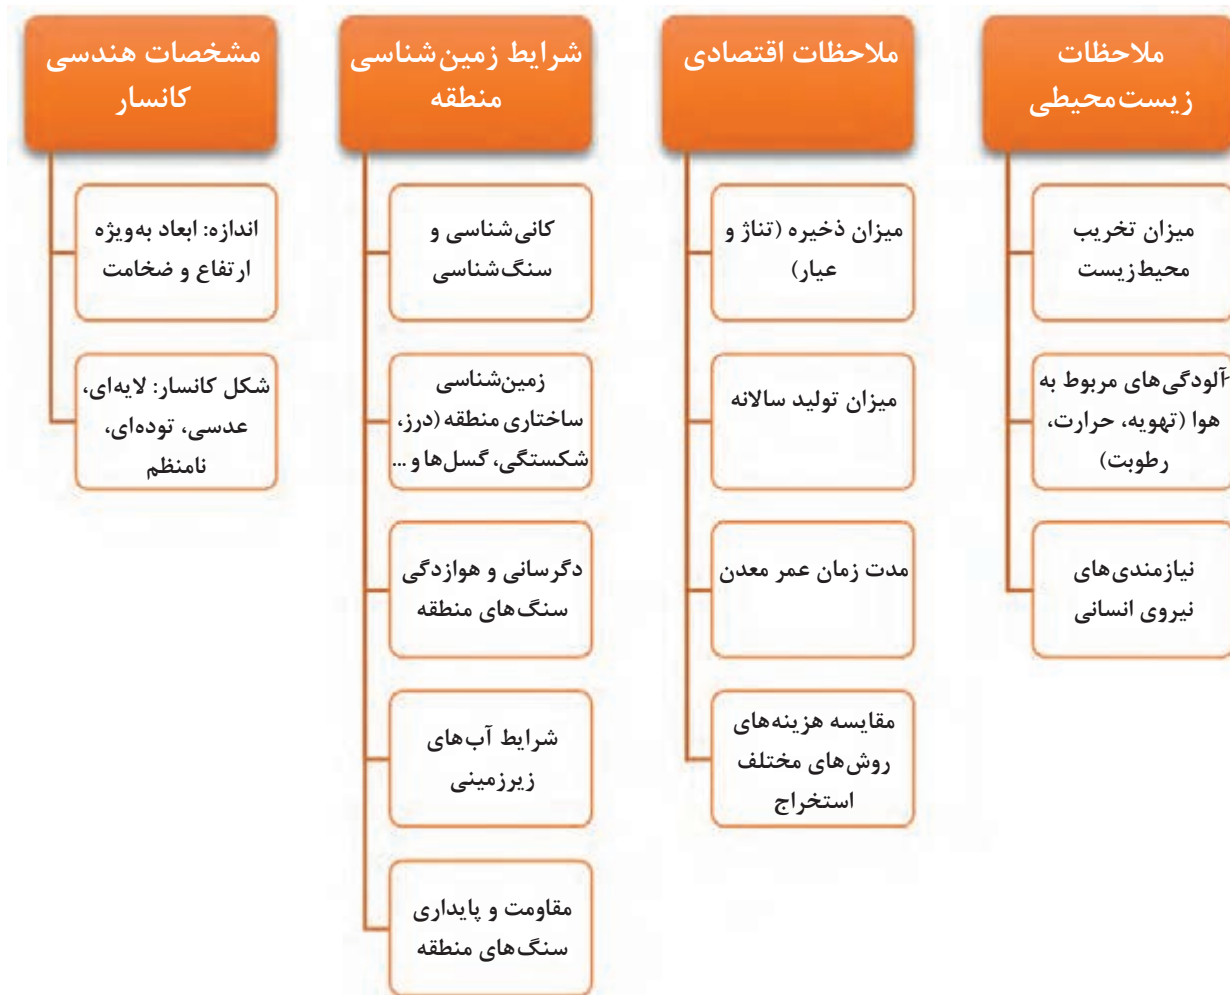 ملاحظات
زیست‌محیطی
میزان تخریب
محیط‌زیست
آلودگی‌های مربوط به
هوا (تهویه، حرارت،
رطوبت)
نیازمندی‌های
نیروی انسانی
ملاحظات اقتصادی
میزان ذخیره (تناژ و
عیار)
میزان تولید سالانه
مدت زمان عمر معدن
مقایسه هزینه‌های
روش‌های مختلف
استخراج
شرایط زمین‌شناسی
منطقه
کانی‌شناسی و
سنگ‌شناسی
زمین‌شناسی
ساختاری منطقه (درز،
شکستگی، گسل‌ها و ...
دگرسانی و هوازدگی
سنگ‌های منطقه
شرایط آب‌های
زیرزمینی
مقاومت و پایداری
سنگ‌های منطقه
مشخصات هندسی
کانسار
اندازه: ابعاد به‌ویژه
ارتفاع و ضخامت
شکل کانسار: لایه‌ای،
عدسی، توده‌ای،
نامنظم